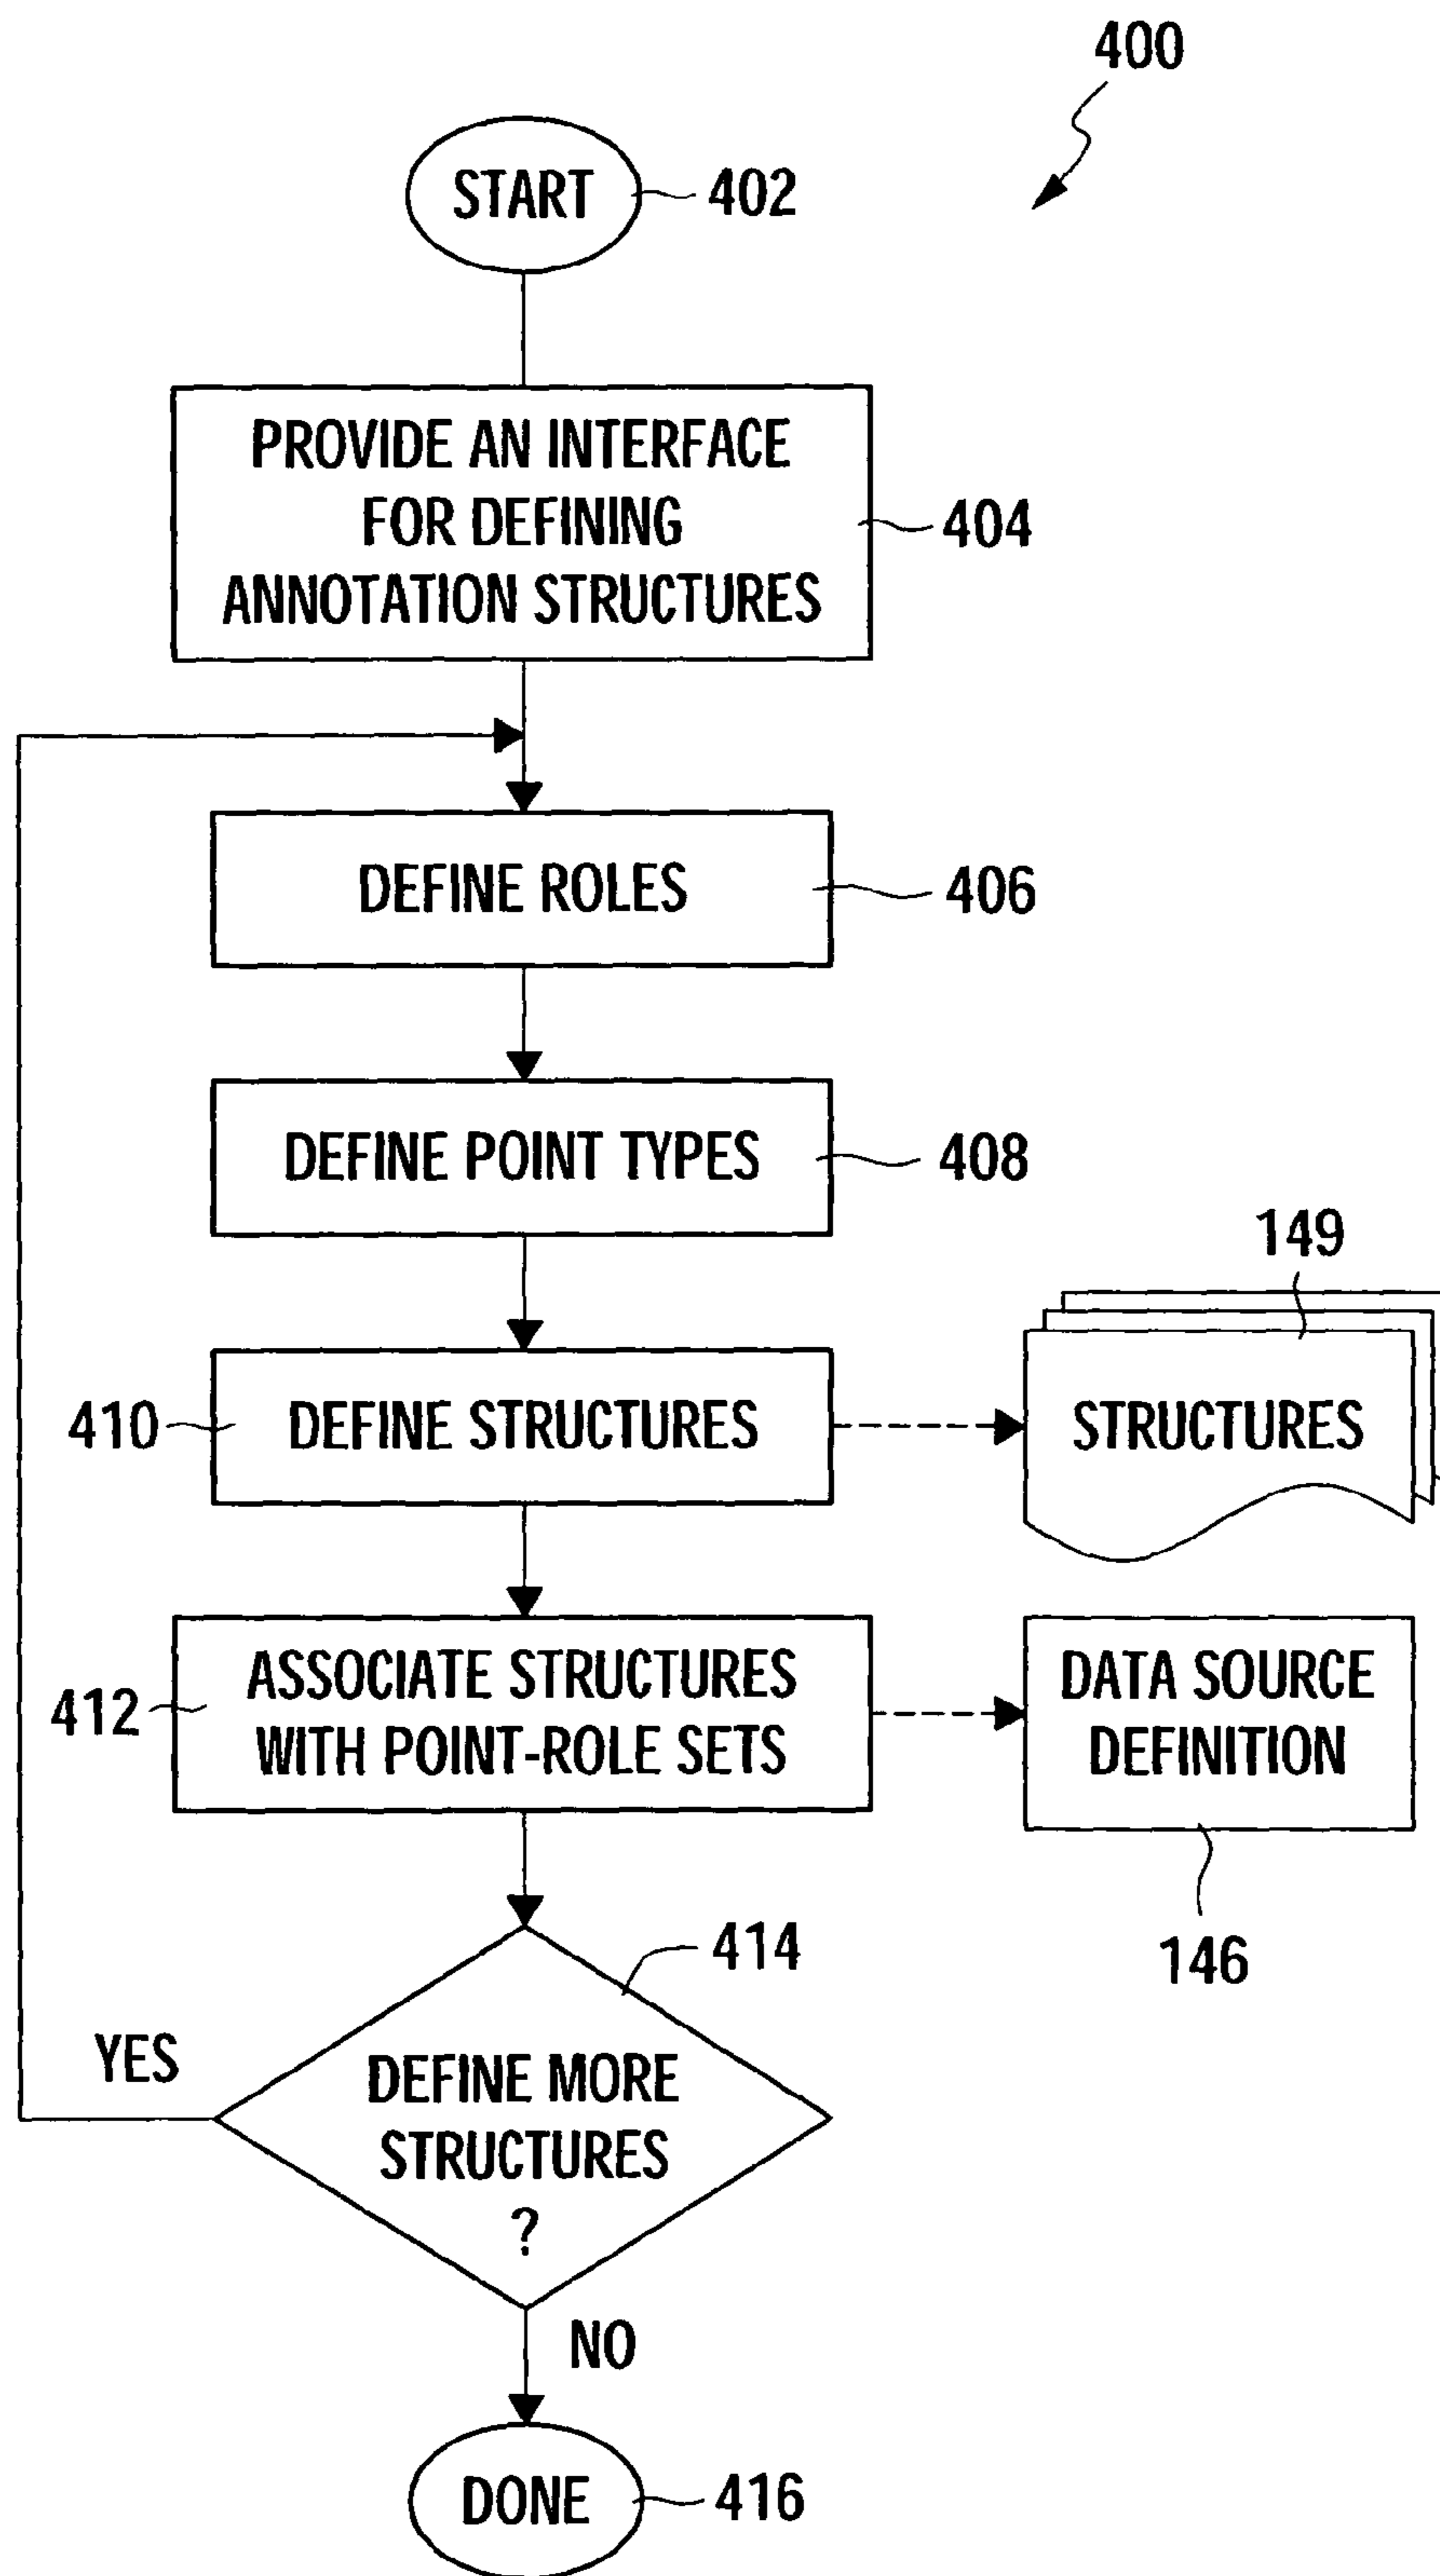 400
START
402
PROVIDE AN INTERFACE
FOR DEFINING
ANNOTATION STRUCTURES
404
DEFINE ROLES
406
DEFINE POINT TYPES
408
149
410
DEFINE STRUCTURES
STRUCTURES
412
ASSOCIATE STRUCTURES
WITH POINT-ROLE SETS
DATA SOURCE
DEFINITION
146
414
YES
DEFINE MORE
STRUCTURES
?
NO
DONE
416